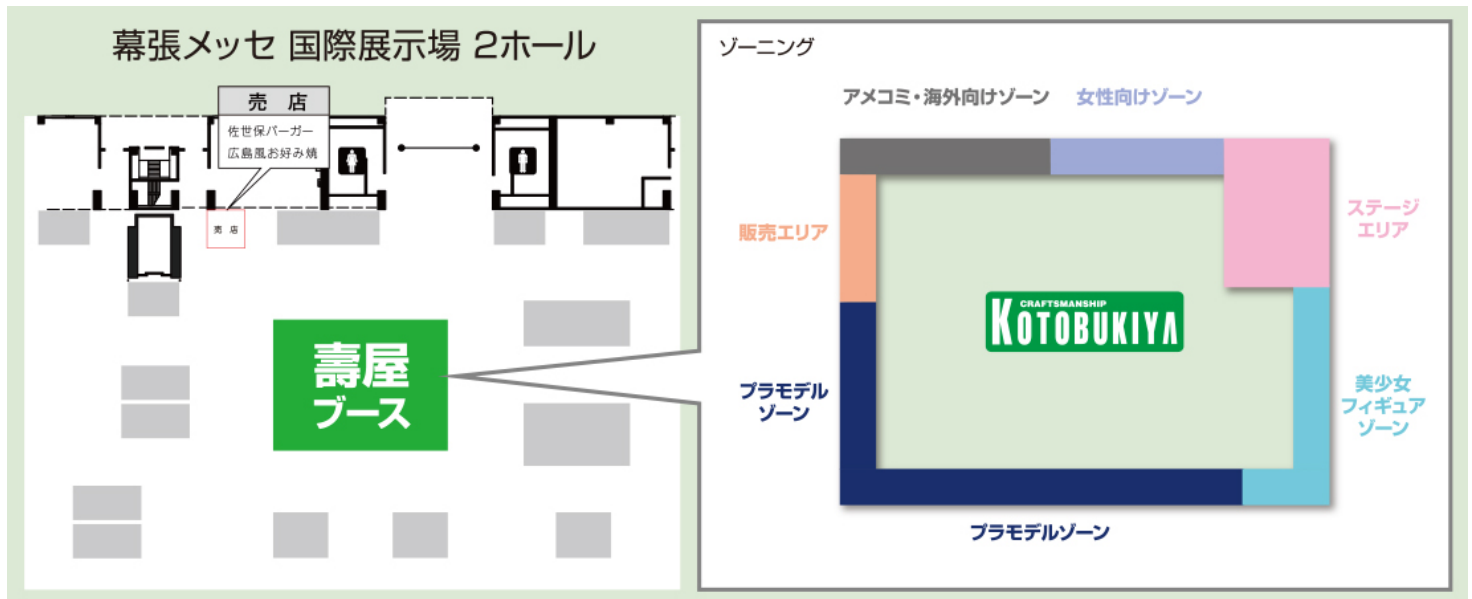 幕張メッセ 国際展示場 2ホール
売 店
佐世保バーガー
広島風お好み焼
売 店
壽屋
ブース
ゾーニング
アメコミ・海外向けゾーン
女性向けゾーン
販売エリア
ステージ
エリア
CRAFTSMANSHIP
KOTOBUKIYA
プラモデル
ゾーン
美少女
フィギュア
ゾーン
プラモデルゾーン